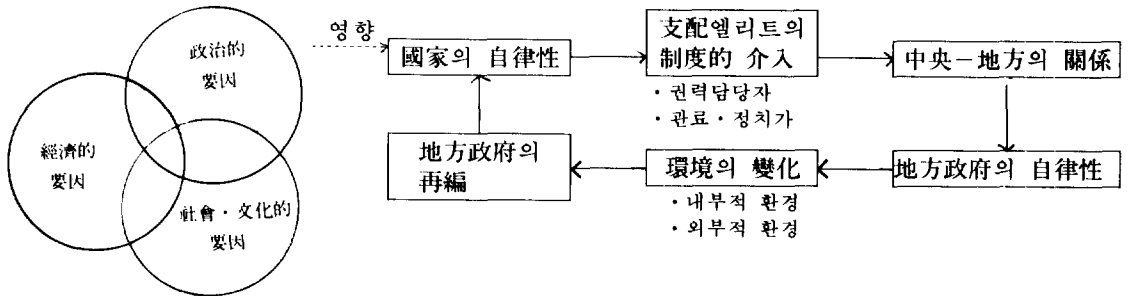 政治的
要因
經濟的
要因
社會・文化的
要因
영향
國家의 自律性
支配엘리트의
制度的 介入
・권력담당자
・관료・정치가
中央－地方의 關係
地方政府의 自律性
環境의 變化
・내부적 환경
・외부적 환경
地方政府의
再編